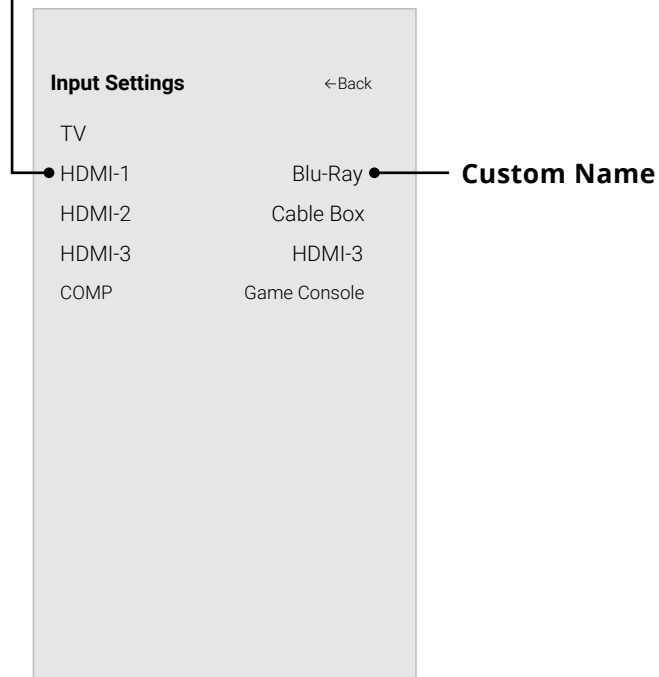 Input Settings ←Back
TV
HDMI-1 Blu-Ray Custom Name
HDMI-2 Cable Box
HDMI-3 HDMI-3
COMP Game Console